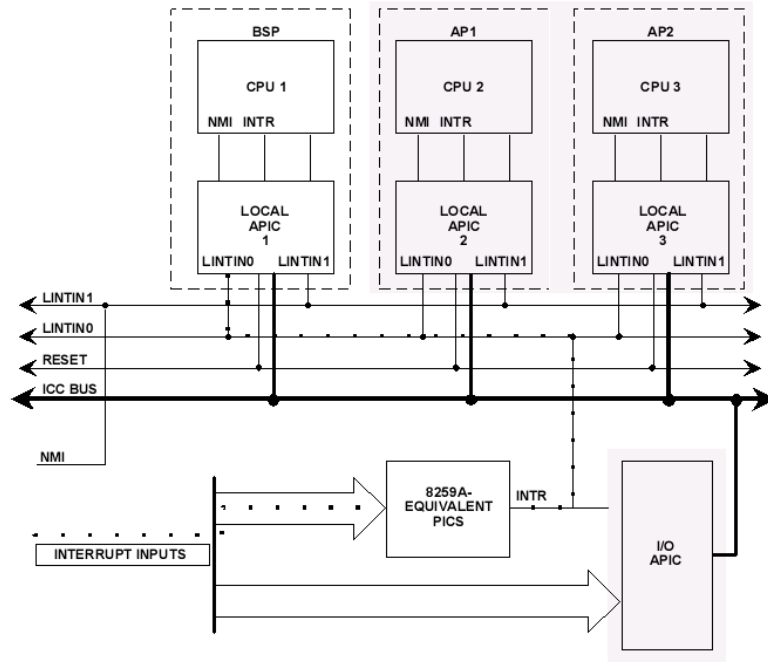 BSP
AP1
AP2
CPU 1
CPU 2
CPU 3
NMI INTR
NMI INTR
NMI INTR
LOCAL
APIC
1
LOCAL
APIC
2
LOCAL
APIC
3
LINTIN0 LINTIN1
LINTIN0 LINTIN1
LINTIN0 LINTIN1
LINTIN1
LINTIN0
RESET
ICC BUS
NMI
8259A-
EQUIVALENT
PICS
INTR
INTERRUPT INPUTS
I/O
APIC